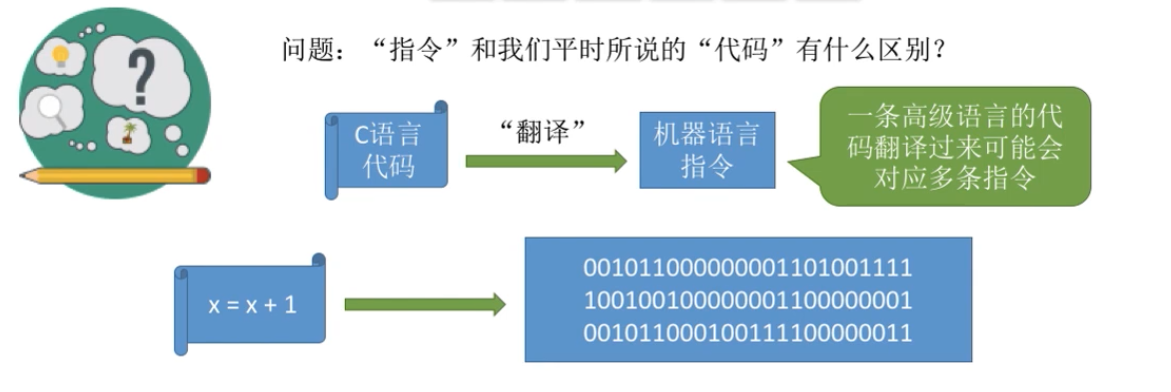 ?
问题：“指令”和我们平时所说的“代码”有什么区别？
C语言
代码
“翻译”
机器语言
指令
一条高级语言的代
码翻译过来可能会
对应多条指令
x = x + 1
001011000000001101001111
100100100000001100000001
001011000100111100000011